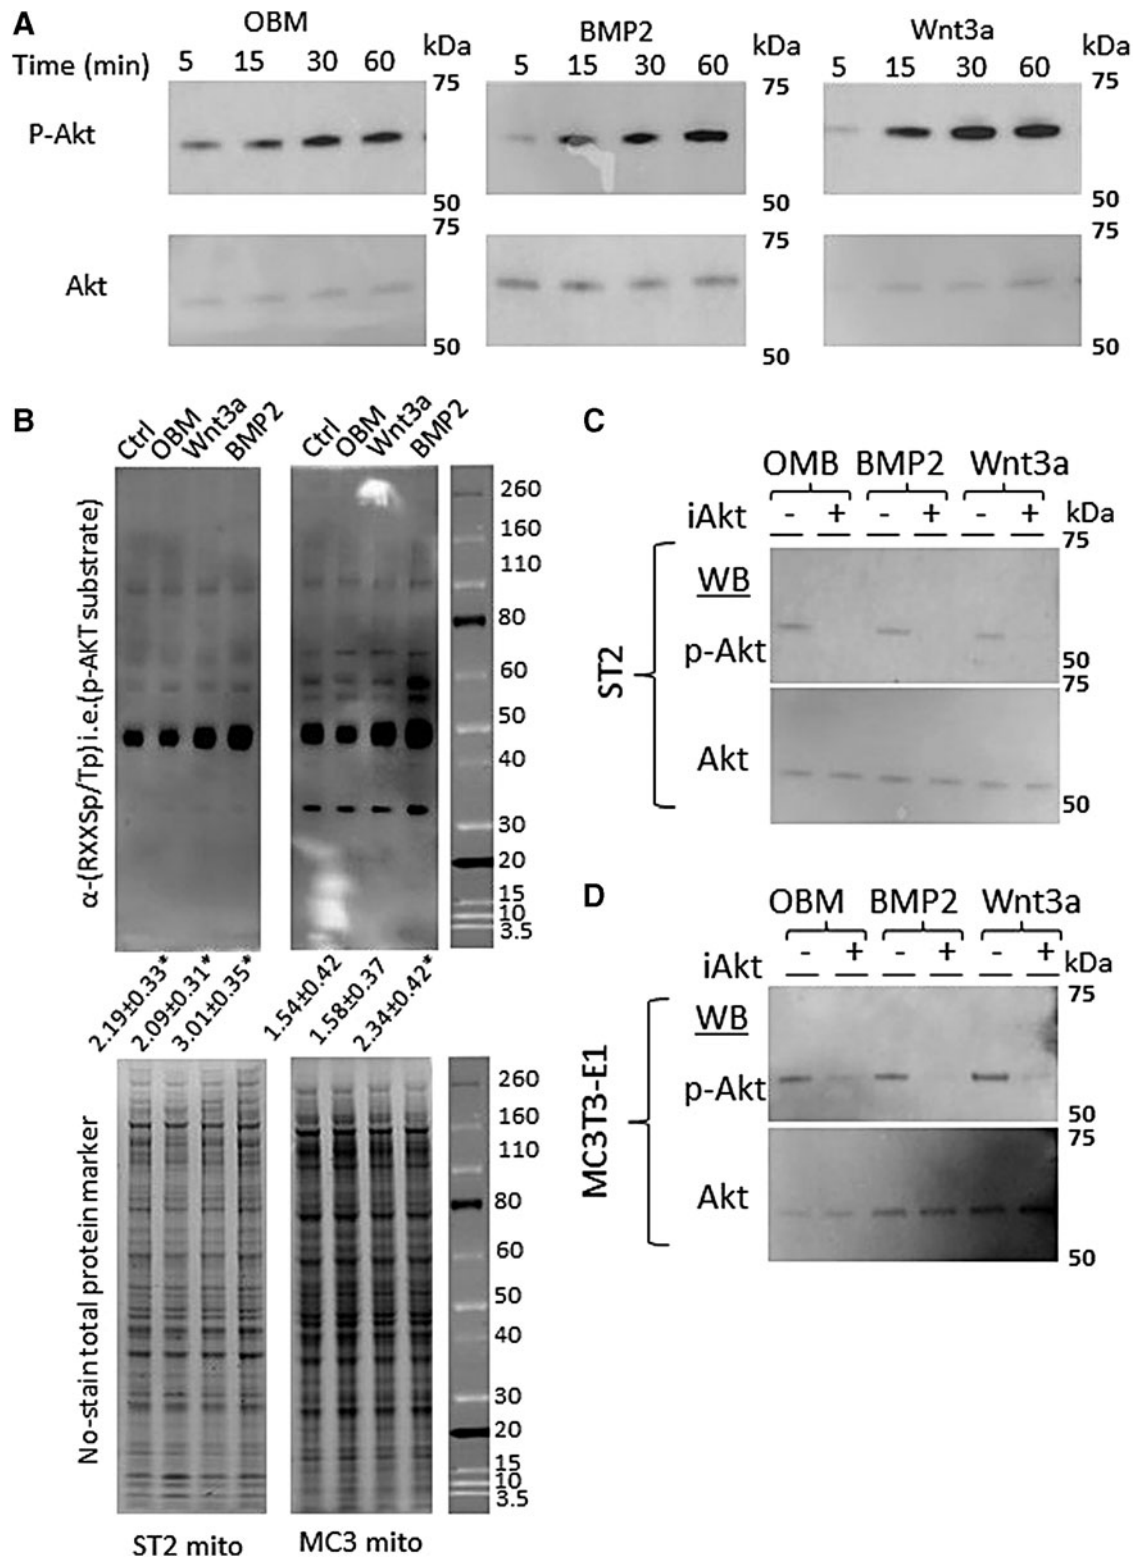 A
OBM
BMP2
Wnt3a
Time (min) 5 15 30 60 kDa 5 15 30 60 kDa 5 15 30 60 kDa
75 75 75
P-Akt
50 50 50
75 75 75
Akt
50 50 50
B
Ctrl OBM Wnt3a BMP2 Ctrl OBM Wnt3a BMP2
α-{RXXSp/Tp}i.e.{p-AKT substrate)
260
160
110
80
60
50
40
30
20
15
10
3.5
2.19±0.33* 2.09±0.31* 3.01±0.35* 1.54±0.42 1.58±0.37 2.34±0.42*
No-stain total protein marker
260
160
110
80
60
50
40
30
20
15
10
3.5
ST2 mito MC3 mito
C
OMB BMP2 Wnt3a
iAkt - + - + - + kDa
75
ST2
WB
p-Akt
50
75
Akt
50
D
OBM BMP2 Wnt3a
iAkt - + - + - + kDa
75
MC3T3-E1
WB
p-Akt
50
75
Akt
50